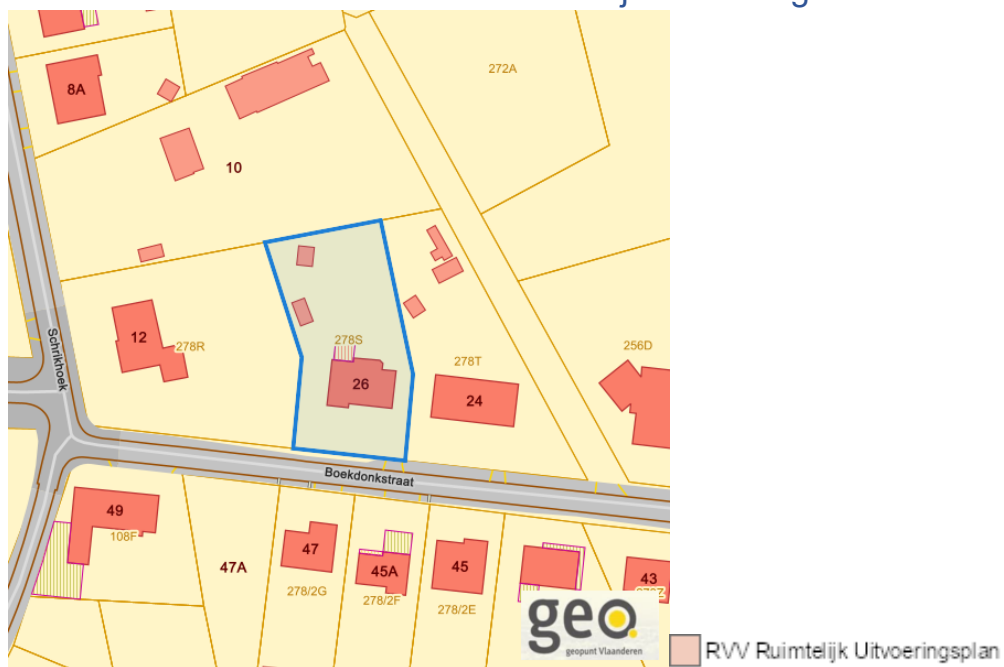 8A
272A
10
Schrikhoek
12
278R
278S
26
278T
24
256D
Boekdonkstraat
49
108F
47A
47
278/2G
45A
278/2F
45
278/2E
43
geo.
geopunt Vlaanderen
RVV Ruimtelijk Uitvoeringsplan